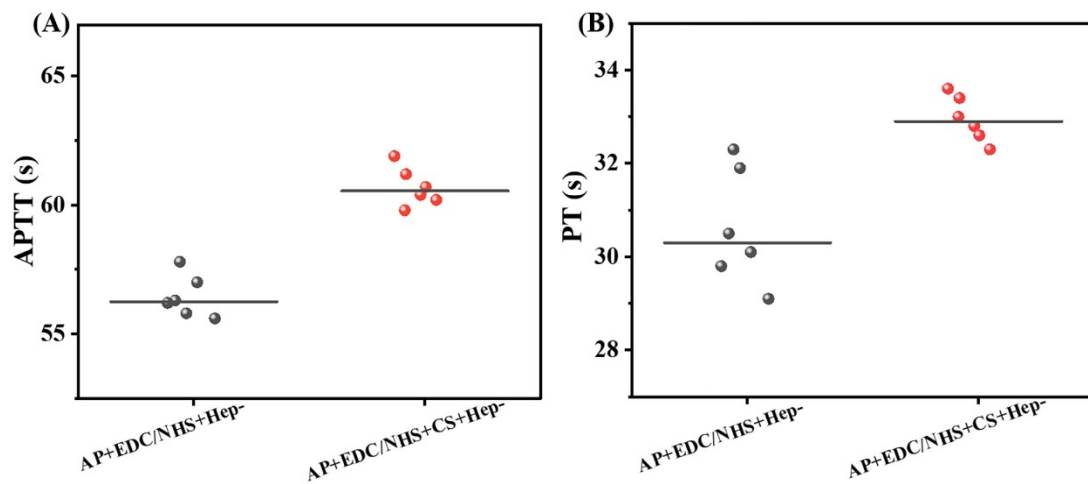 (A)
APTT (s)
65
60
55
AP+EDC/NHS+Hep-
AP+EDC/NHS+CS+Hep-
(B)
PT (s)
34
32
30
28
AP+EDC/NHS+Hep-
AP+EDC/NHS+CS+Hep-